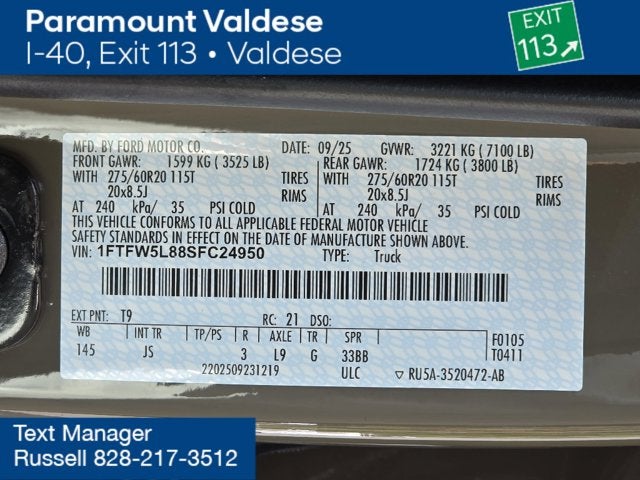 Paramount Valdese
I-40, Exit 113 • Valdese
EXIT
113
MFD. BY FORD MOTOR CO. DATE: 09/25 GVWR: 3221 KG ( 7100 LB)
FRONT GAWR: 1599 KG ( 3525 LB) REAR GAWR: 1724 KG ( 3800 LB)
WITH 275/60R20 115T TIRES WITH 275/60R20 115T TIRES
20x8.5J RIMS 20x8.5J RIMS
AT 240 kPa/ 35 PSI COLD AT 240 kPa/ 35 PSI COLD
THIS VEHICLE CONFORMS TO ALL APPLICABLE FEDERAL MOTOR VEHICLE
SAFETY STANDARDS IN EFFECT ON THE DATE OF MANUFACTURE SHOWN ABOVE.
VIN: 1FTFW5L88SFC24950 TYPE: Truck
EXT PNT: T9 RC: 21 DSO:
WB INT TR TP/PS R AXLE TR SPR F0105
145 JS 3 L9 G 33BB T0411
2202509231219 ULC ▽ RU5A-3520472-AB
Text Manager
Russell 828-217-3512